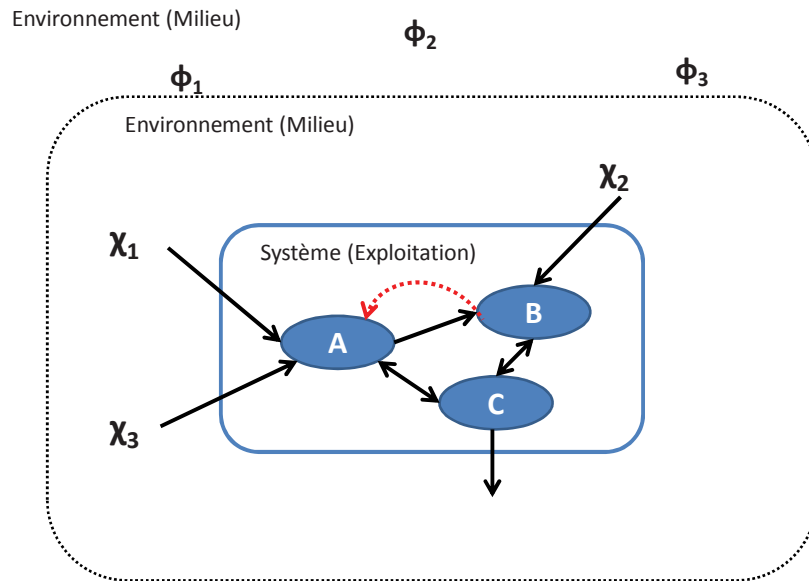 Environnement (Milieu)
ϕ2
ϕ1
ϕ3
Environnement (Milieu)
χ2
χ1
Système (Exploitation)
B
A
C
χ3